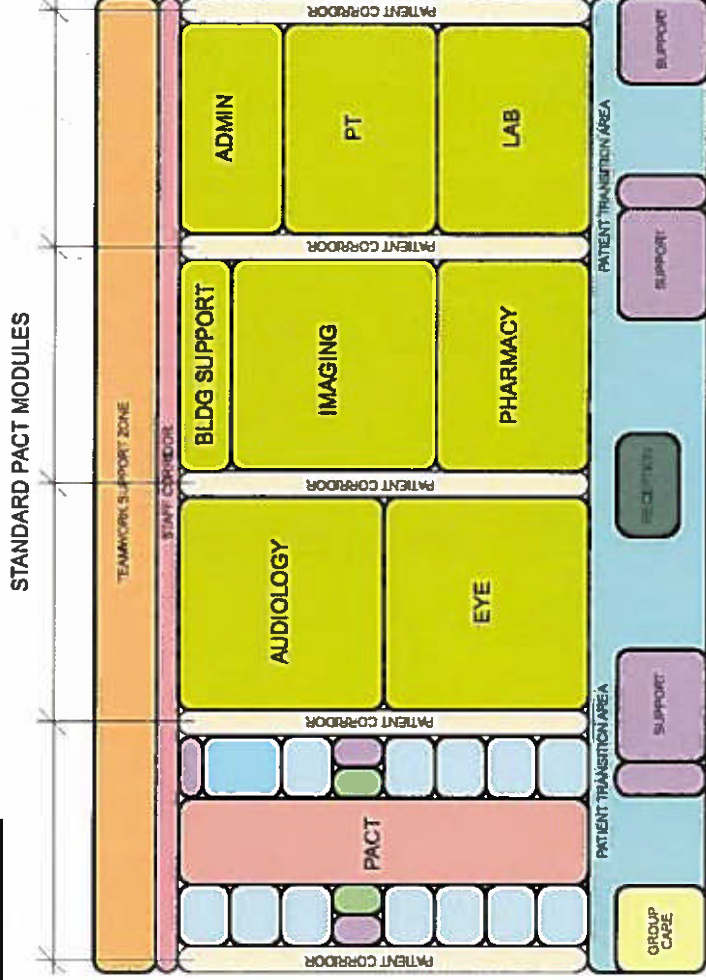 STANDARD PACT MODULES
TEAMWORK SUPPORT ZONE
STAFF CORRIDOR
PATIENT CORRIDOR
PATIENT CORRIDOR
PATIENT CORRIDOR
PATIENT CORRIDOR
PATIENT CORRIDOR
PACT
AUDIOLOGY
EYE
BLDG SUPPORT
IMAGING
PHARMACY
ADMIN
PT
LAB
PATIENT TRANSITION AREA
PATIENT TRANSITION AREA
GROUP
CARE
SUPPORT
RECEPTION
SUPPORT
SUPPORT